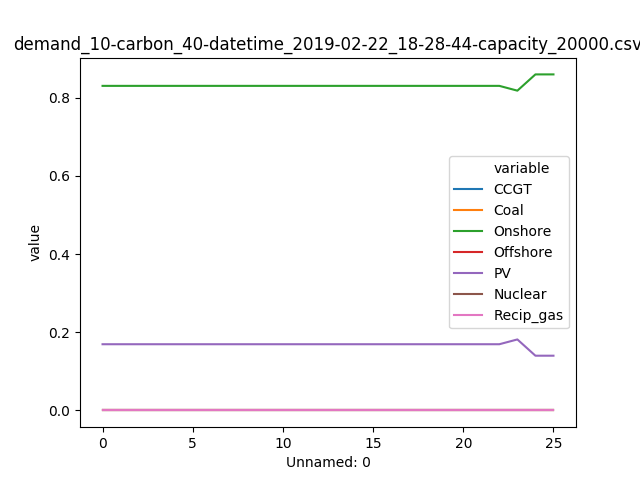 demand_10-carbon_40-datetime_2019-02-22_18-28-44-capacity_20000.csv
0.8
0.6
0.4
0.2
0.0
value
variable
CCGT
Coal
Onshore
Offshore
PV
Nuclear
Recip_gas
0 5 10 15 20 25
Unnamed: 0